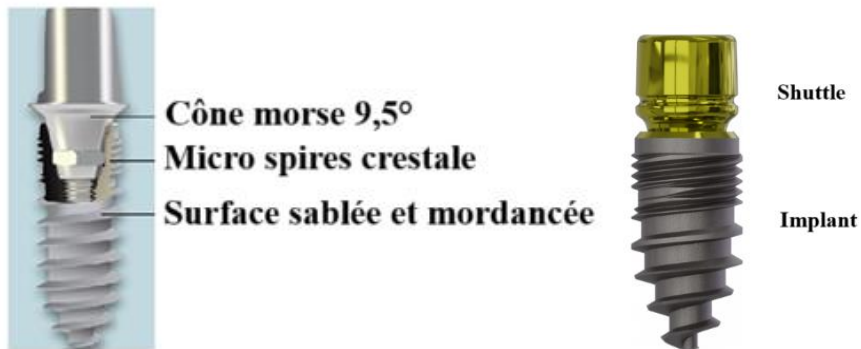 Cône morse 9,5°
Micro spires crestale
Surface sablée et mordancée
Shuttle
Implant